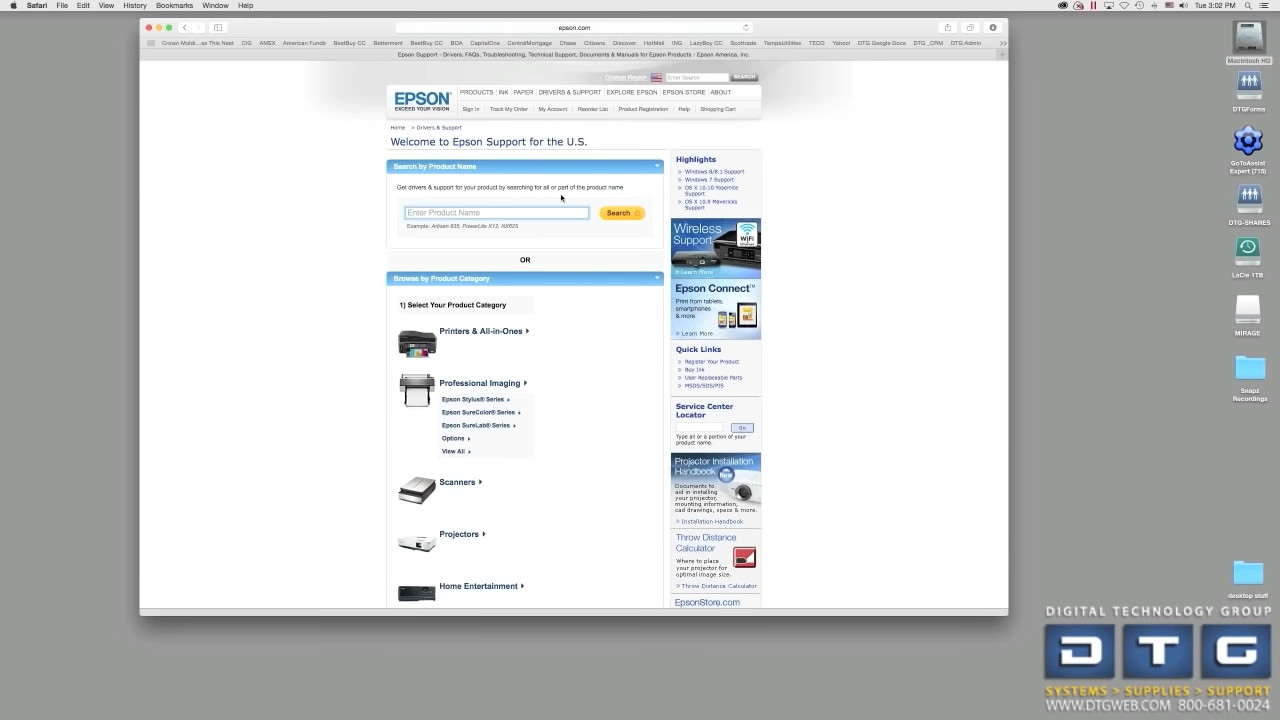 Safari File Edit View History Bookmarks Window Help
Tue 3:02 PM
epson.com
Crown Moldi...se This Nest CIG AMEX American Funds BestBuy CC Betterment BestBuy CC BOA CapitalOne CentralMortgage Chase Citizens Discover HotMail ING LazyBoy CC Scottrade TampaUtilities TECO Yahoo! DTG Google Docs DTG _CRM DTG Admin
Epson Support - Drivers, FAQs, Troubleshooting, Technical Support, Documents & Manuals for Epson Products - Epson America, Inc.
Change Region Enter Search SEARCH
EPSON
EXCEED YOUR VISION
PRODUCTS INK PAPER DRIVERS & SUPPORT EXPLORE EPSON EPSON STORE ABOUT
Sign In Track My Order My Account Reorder List Product Registration Help Shopping Cart
Home > Drivers & Support
Welcome to Epson Support for the U.S.
Search by Product Name
Get drivers & support for your product by searching for all or part of the product name
Enter Product Name
Search
Example: Artisan 835, PowerLite X12, NX625
OR
Browse by Product Category
1) Select Your Product Category
Printers & All-in-Ones
Professional Imaging
Epson Stylus® Series
Epson SureColor® Series
Epson SureLab® Series
Options
View All
Scanners
Projectors
Home Entertainment
Highlights
Windows 8/8.1 Support
Windows 7 Support
OS X 10.10 Yosemite
Support
OS X 10.9 Mavericks
Support
Wireless
Support
WiFi
Learn More
Epson Connect™
Print from tablets,
smartphones
& more
Learn More
Quick Links
Register Your Product
Buy Ink
User Replaceable Parts
MSDS/SDS/PIS
Service Center
Locator
Go
Type all or a portion of your
product name.
Projector Installation
Handbook
New
Documents to
aid in installing
your projector,
mounting information,
cad drawings, specs & more.
Installation Handbook
Throw Distance
Calculator
Where to place
your projector for
optimal image size.
Throw Distance Calculator
EpsonStore.com
Macintosh HD
DTGForms
GoToAssist
Expert (715)
DTG-SHARES
LaCie 1TB
MIRAGE
Snapz
Recordings
desktop stuff
DIGITAL TECHNOLOGY GROUP
D T G
SYSTEMS > SUPPLIES > SUPPORT
WWW.DTGWEB.COM 800-681-0024